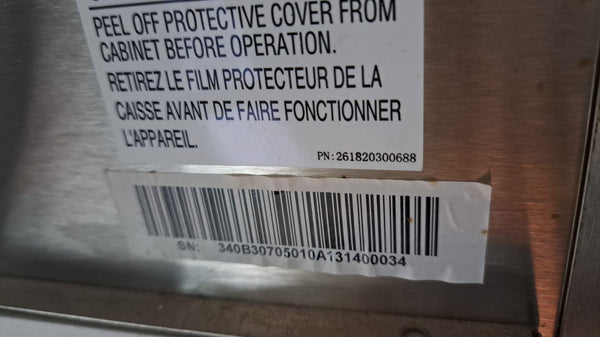 PEEL OFF PROTECTIVE COVER FROM
CABINET BEFORE OPERATION.
RETIREZ LE FILM PROTECTEUR DE LA
CAISSE AVANT DE FAIRE FONCTIONNER
L'APPAREIL.
PN: 261820300688
SN: 340B30705010A131400034